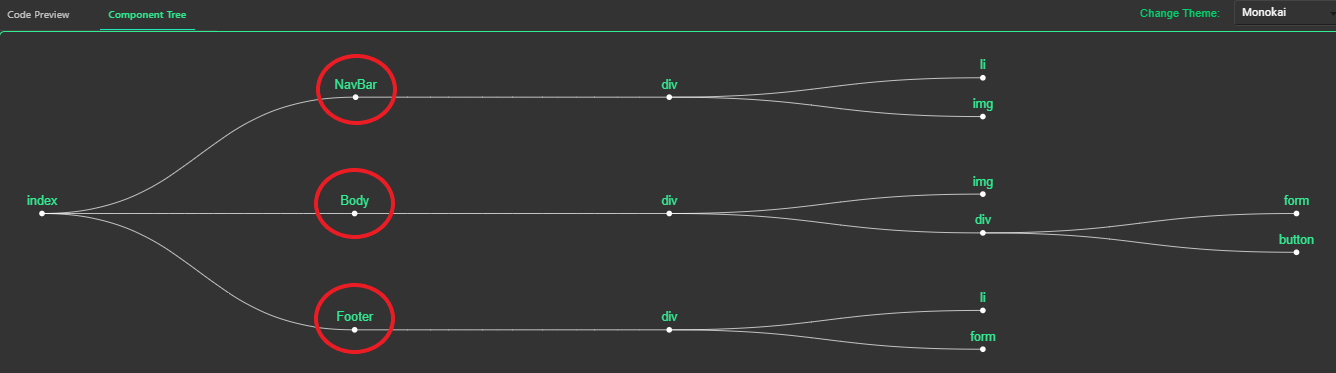 Code Preview
Component Tree
Change Theme:
Monokai
li
NavBar
div
img
img
index
Body
div
form
div
button
li
Footer
div
form